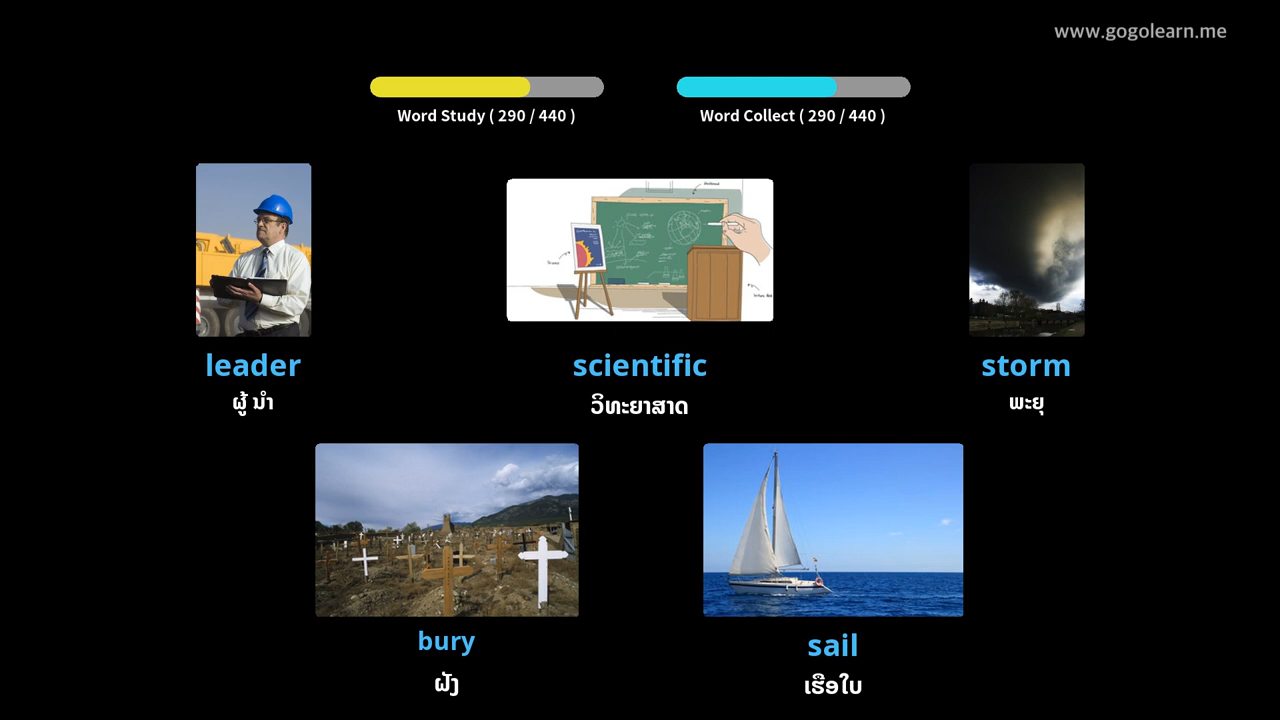 www.gogolearn.me
Word Study ( 290 / 440 )
Word Collect ( 290 / 440 )
leader
ຜູ້ ນຳ
scientific
ວິທະຍາສາດ
storm
ພະຍຸ
bury
ຝັງ
sail
ເຮືອໃບ